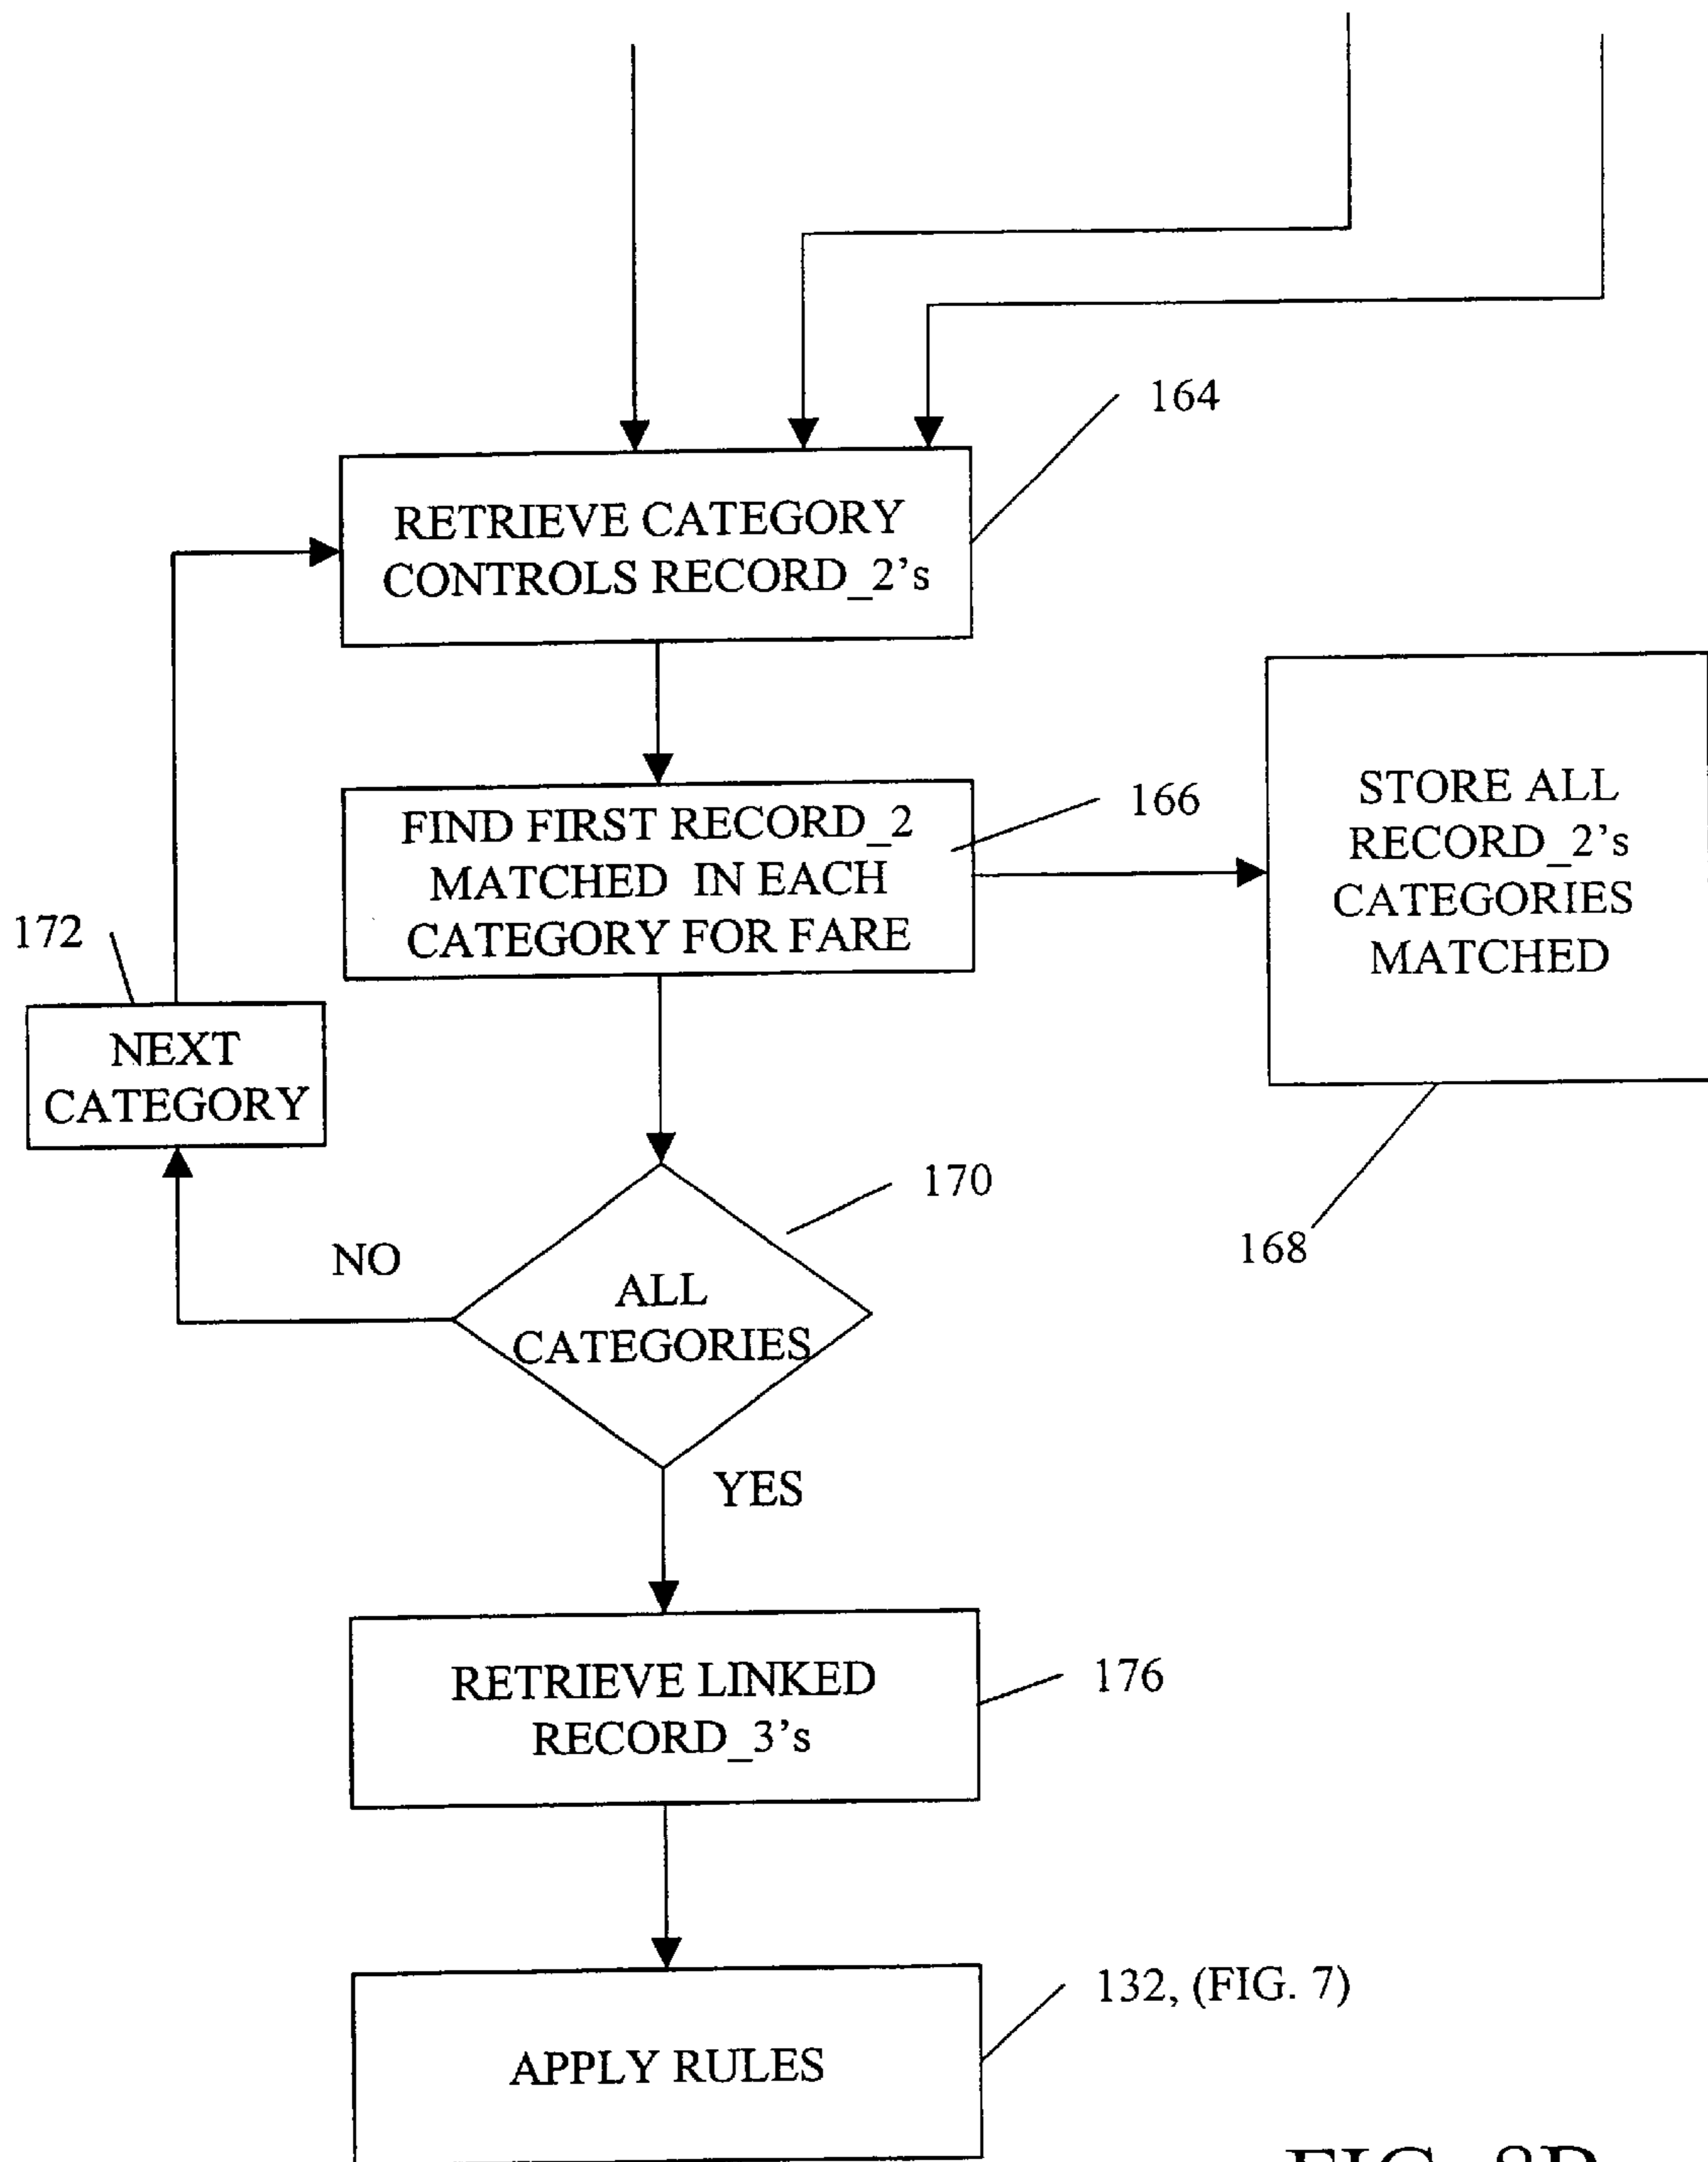 164
RETRIEVE CATEGORY
CONTROLS RECORD_2's
FIND FIRST RECORD_2
MATCHED IN EACH
CATEGORY FOR FARE
166
STORE ALL
RECORD_2's
CATEGORIES
MATCHED
168
172
NEXT
CATEGORY
170
NO
ALL
CATEGORIES
YES
RETRIEVE LINKED
RECORD_3's
176
132, (FIG. 7)
APPLY RULES
FIG.